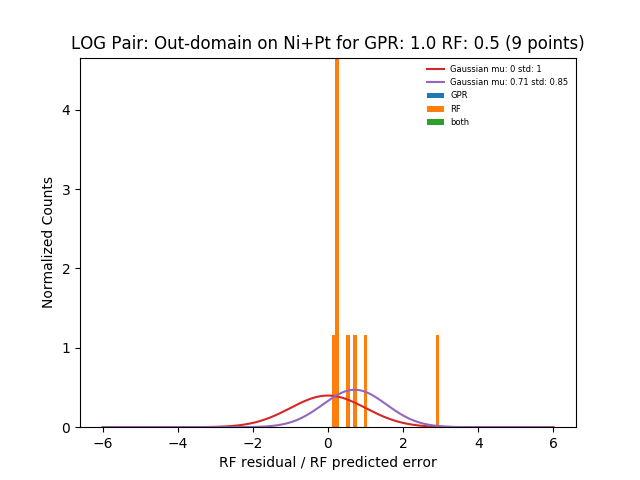 LOG Pair: Out-domain on Ni+Pt for GPR: 1.0 RF: 0.5 (9 points)
Gaussian mu: 0 std: 1
Gaussian mu: 0.71 std: 0.85
GPR
RF
both
Normalized Counts
4
3
2
1
0
−6 −4 −2 0 2 4 6
RF residual / RF predicted error